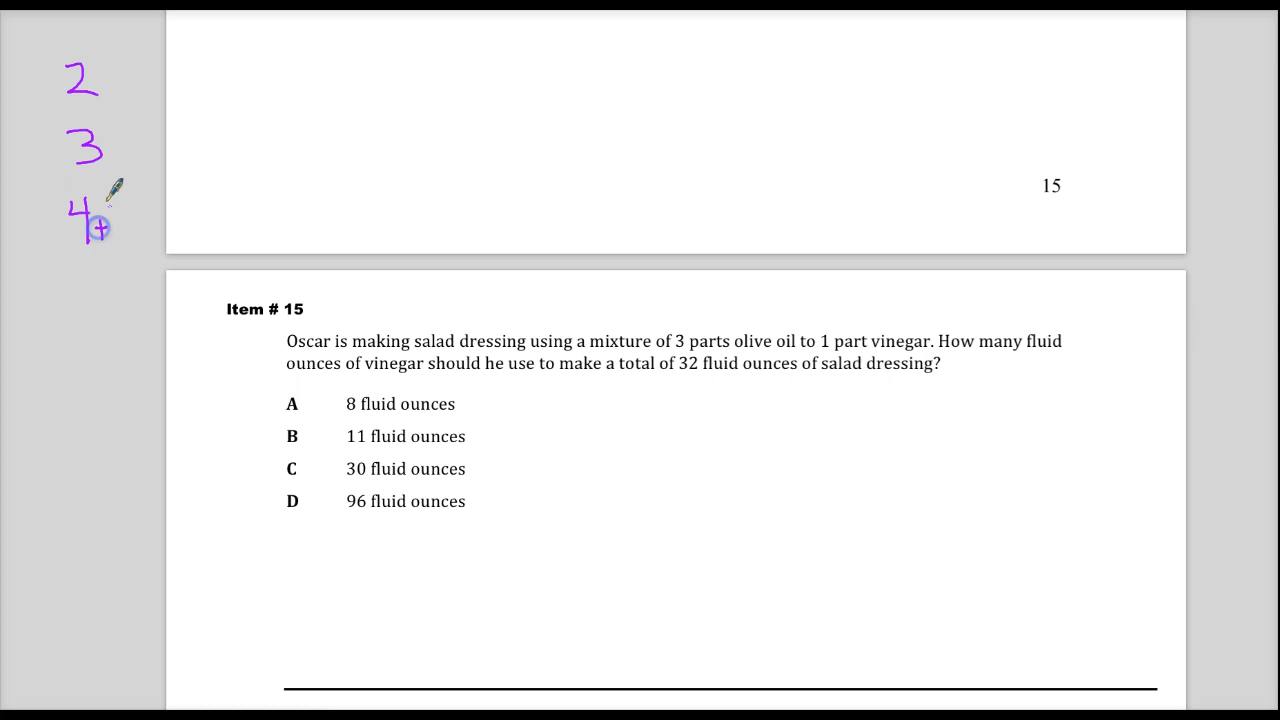 2
3
4+
15
Item # 15
Oscar is making salad dressing using a mixture of 3 parts olive oil to 1 part vinegar. How many fluid
ounces of vinegar should he use to make a total of 32 fluid ounces of salad dressing?
A 8 fluid ounces
B 11 fluid ounces
C 30 fluid ounces
D 96 fluid ounces